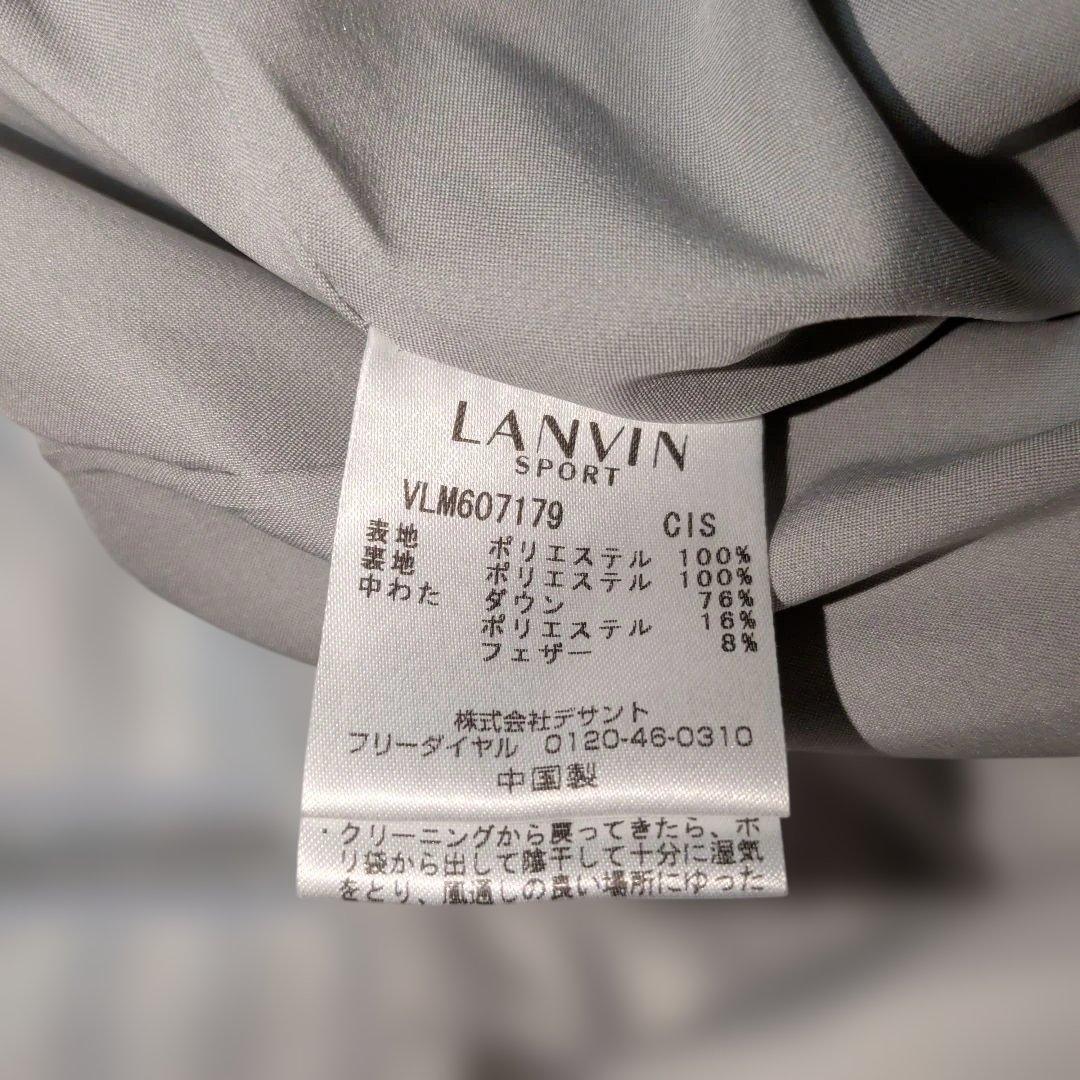 LANVIN
SPORT
VLM607179 CIS
表地 ポリエステル 100%
裏地 ポリエステル 100%
中わた ダウン 76%
ポリエステル 16%
フェザー 8%
株式会社デサント
フリーダイヤル 0120-46-0310
中国製
・クリーニングから戻ってきたら、ポ
リ袋から出して陰干しして十分に湿気
をとり、風通しの良い場所にゆった